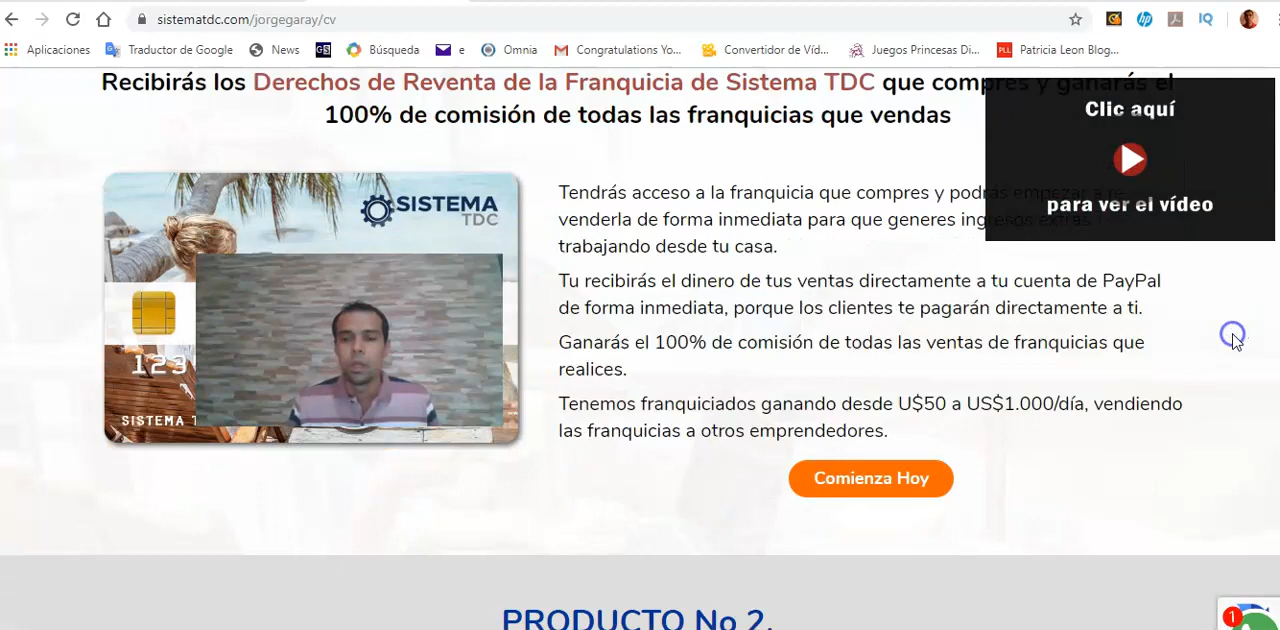 sistematdc.com/jorgegaray/cv
Aplicaciones
Traductor de Google
News
GS
Búsqueda
e
Omnia
Congratulations Yo...
Convertidor de Víd...
Juegos Princesas Di...
PLL
Patricia Leon Blog...
hp
IQ
Recibirás los Derechos de Reventa de la Franquicia de Sistema TDC que compres y ganarás el
100% de comisión de todas las franquicias que vendas
Clic aquí
para ver el vídeo
SISTEMA
TDC
123
SISTEMA T
Tendrás acceso a la franquicia que compres y podrás empezar a re-
venderla de forma inmediata para que generes ingresos extras
trabajando desde tu casa.
Tu recibirás el dinero de tus ventas directamente a tu cuenta de PayPal
de forma inmediata, porque los clientes te pagarán directamente a ti.
Ganarás el 100% de comisión de todas las ventas de franquicias que
realices.
Tenemos franquiciados ganando desde U$50 a US$1.000/día, vendiendo
las franquicias a otros emprendedores.
Comienza Hoy
PRODUCTO No 2.
1